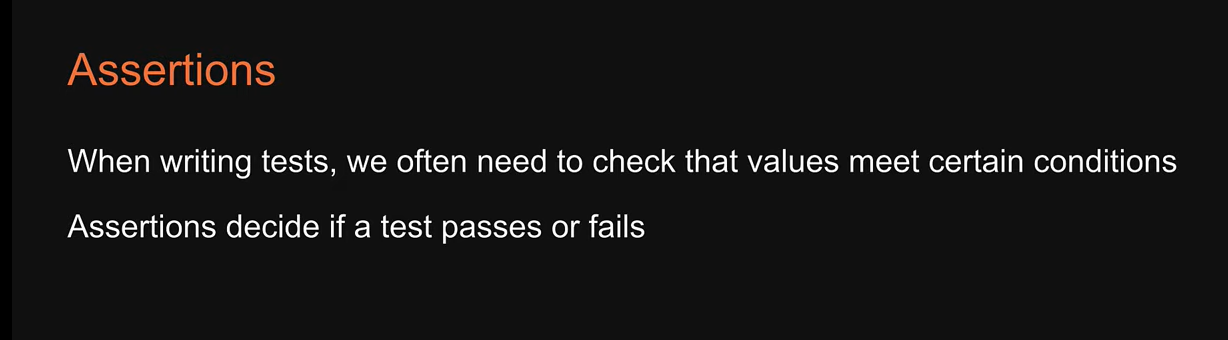 Assertions
When writing tests, we often need to check that values meet certain conditions
Assertions decide if a test passes or fails